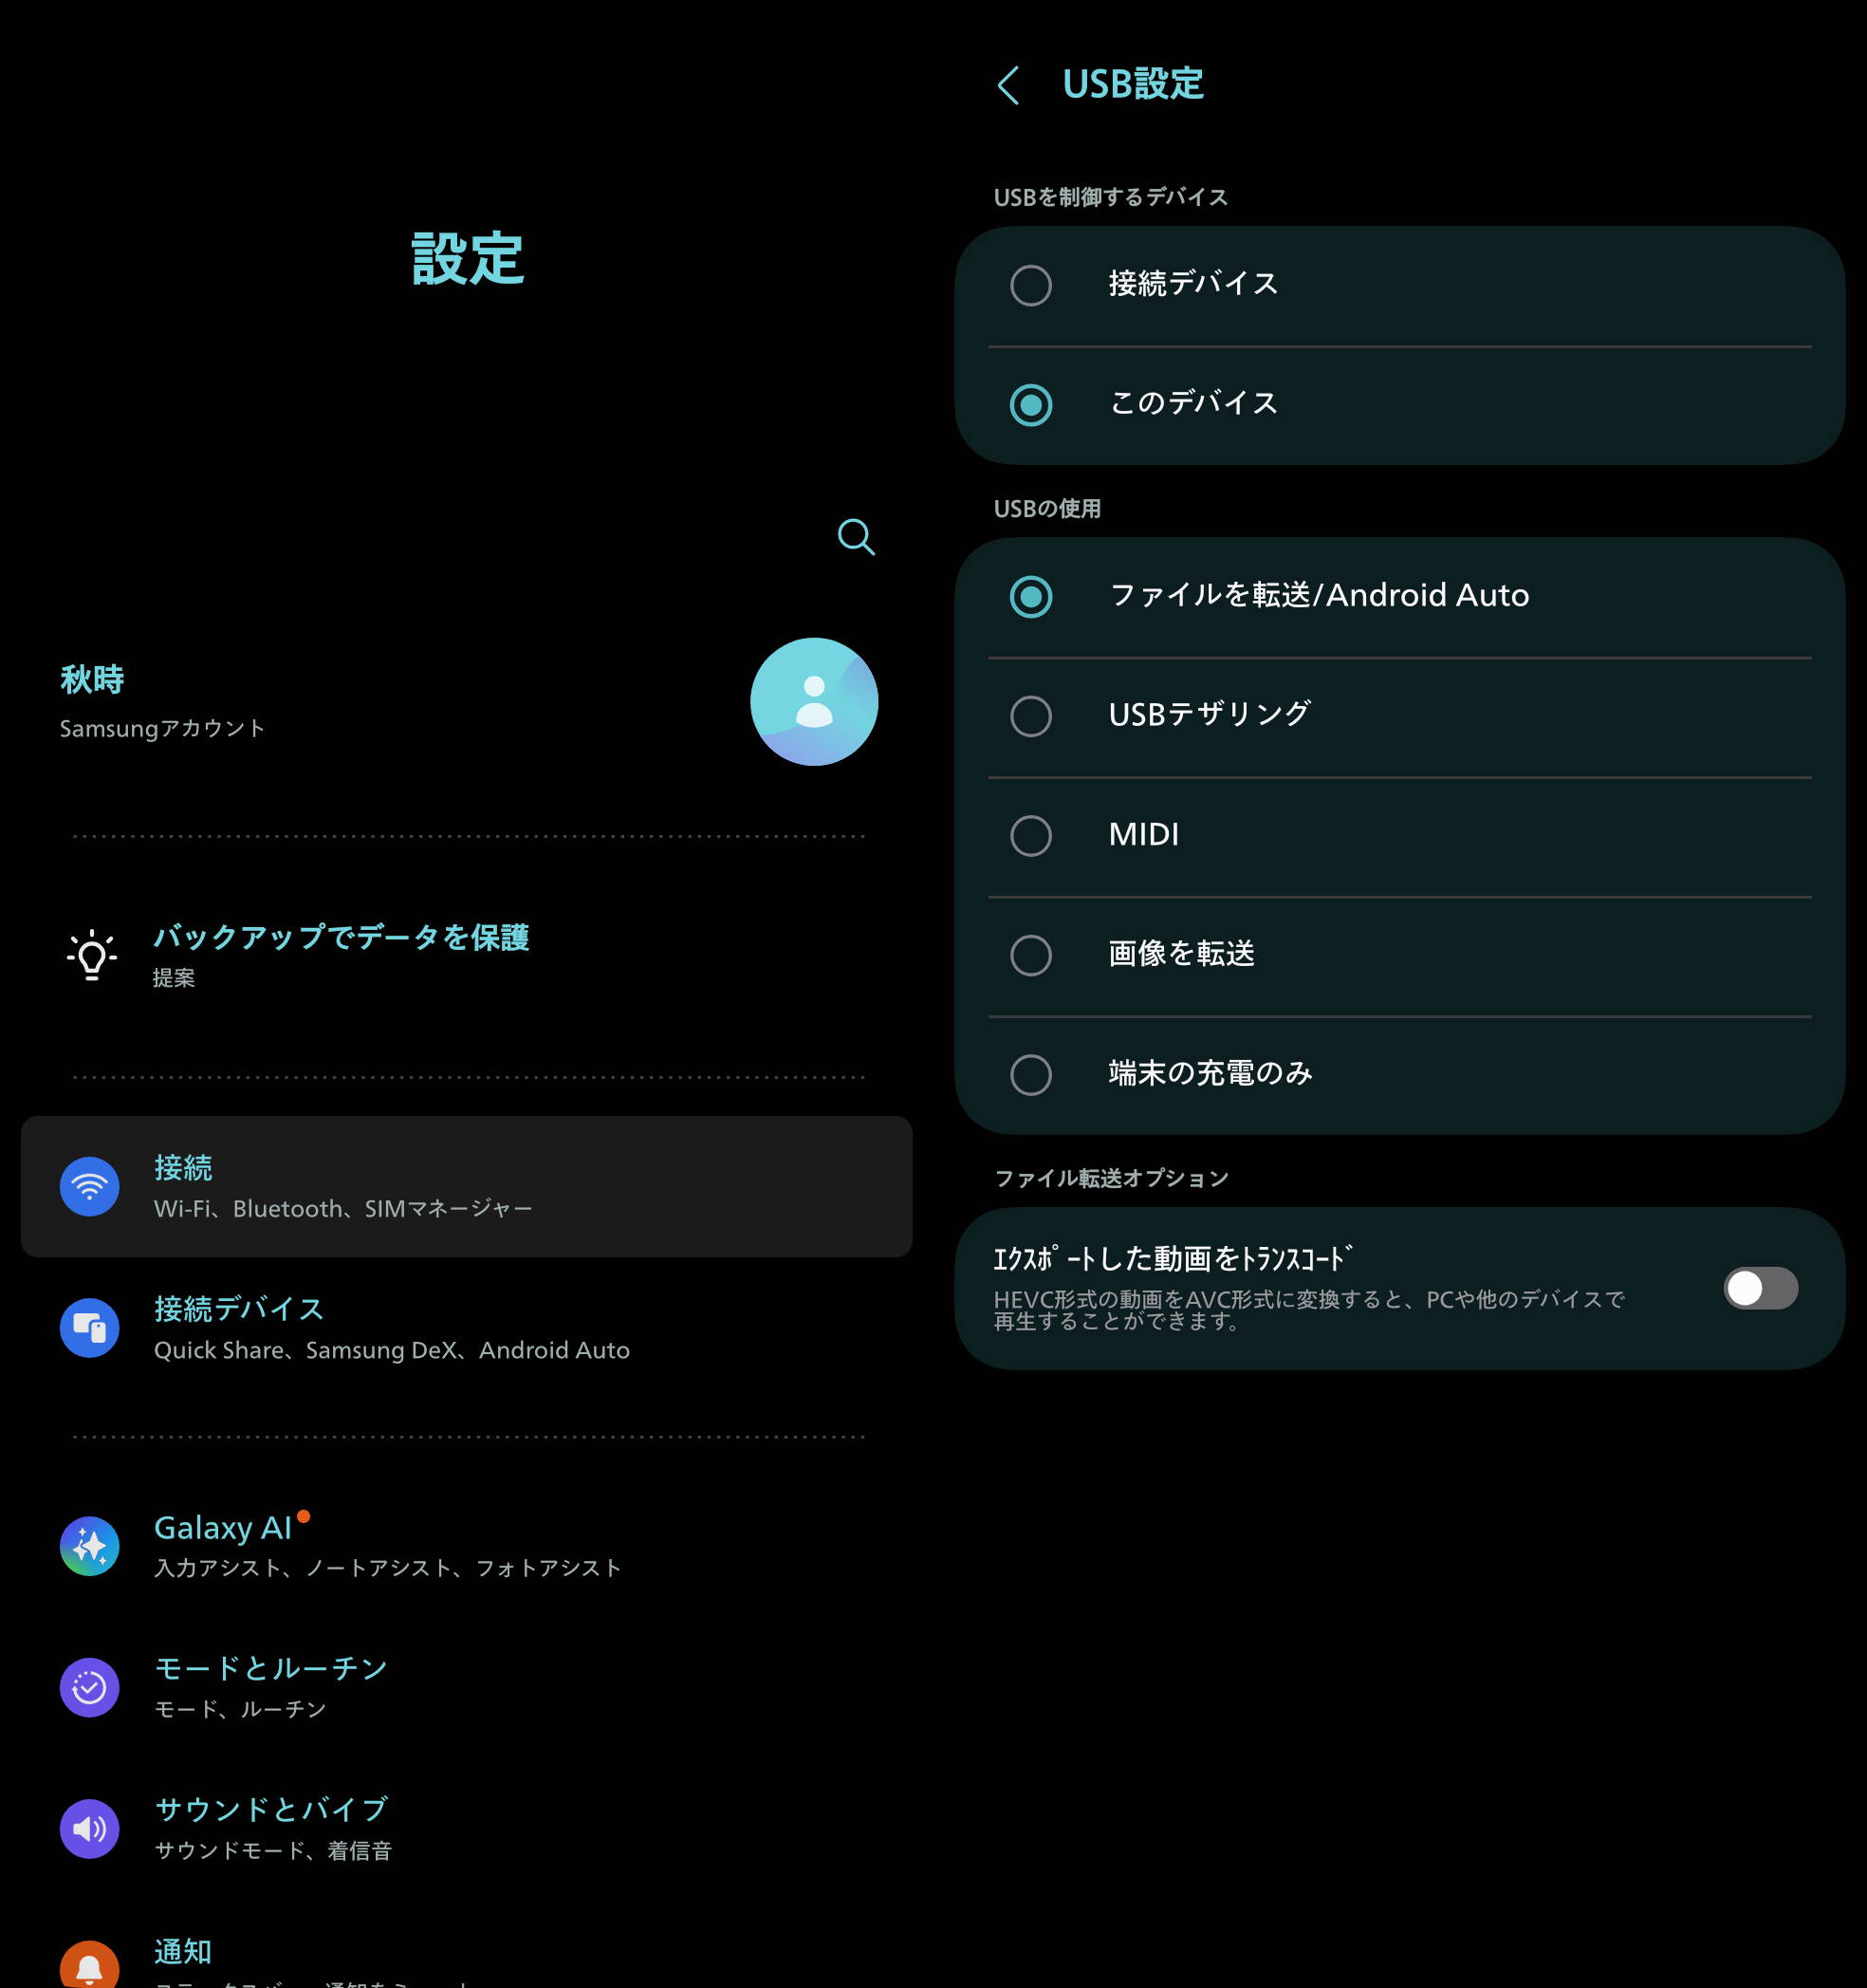 設定
秋時
Samsungアカウント
バックアップでデータを保護
提案
接続
Wi-Fi、Bluetooth、SIMマネージャー
接続デバイス
Quick Share、Samsung DeX、Android Auto
Galaxy AI
入力アシスト、ノートアシスト、フォトアシスト
モードとルーチン
モード、ルーチン
サウンドとバイブ
サウンドモード、着信音
通知
USB設定
USBを制御するデバイス
接続デバイス
このデバイス
USBの使用
ファイルを転送/Android Auto
USBテザリング
MIDI
画像を転送
端末の充電のみ
ファイル転送オプション
ｴｸｽﾎﾟｰﾄした動画をﾄﾗﾝｽｺｰﾄﾞ
HEVC形式の動画をAVC形式に変換すると、PCや他のデバイスで
再生することができます。